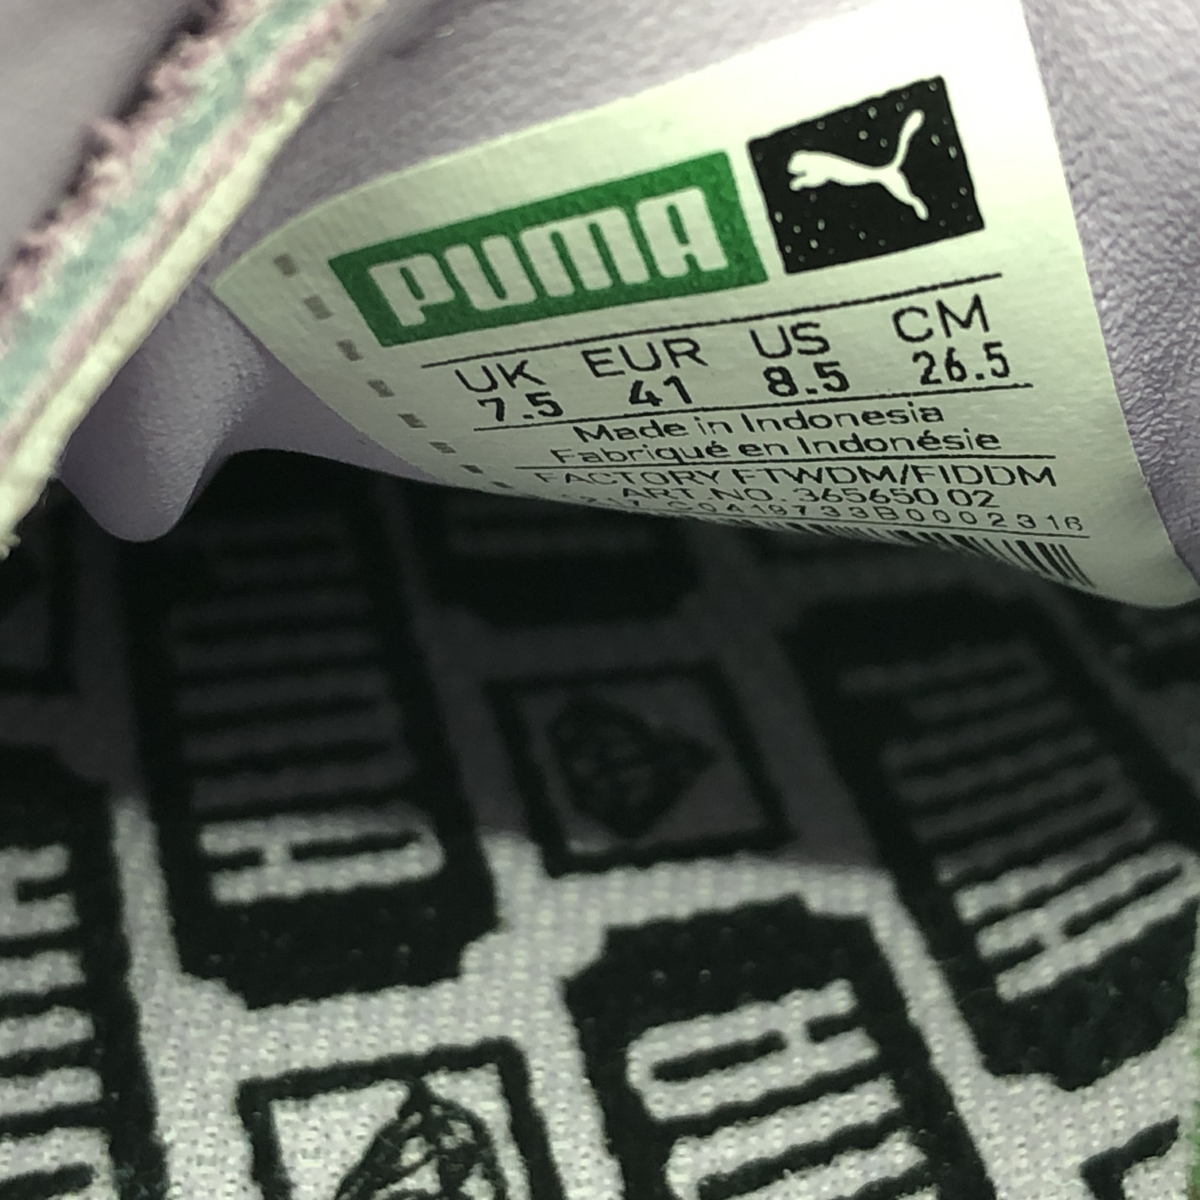 PUMA
UK EUR US CM
7.5 41 8.5 26.5
Made in Indonesia
Fabriqué en Indonésie
FACTORY FTWDM/FIDDM
ART.NO. 365650 02